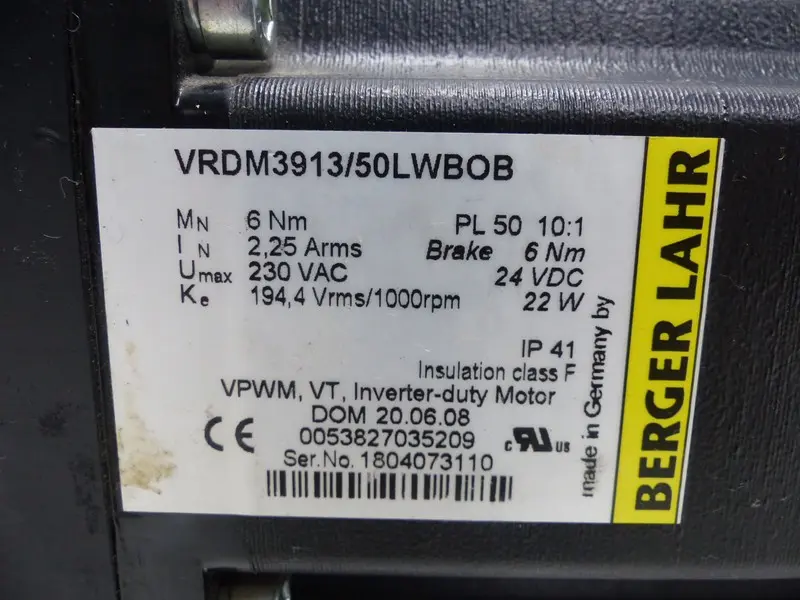 VRDM3913/50LWBOB
MN 6 Nm PL 50 10:1
I N 2,25 Arms Brake 6 Nm
Umax 230 VAC 24 VDC
Ke 194,4 Vrms/1000rpm 22 W
IP 41
Insulation class F
VPWM, VT, Inverter-duty Motor
DOM 20.06.08
CE 0053827035209 c RU US
Ser.No. 1804073110
made in Germany by
BERGER LAHR